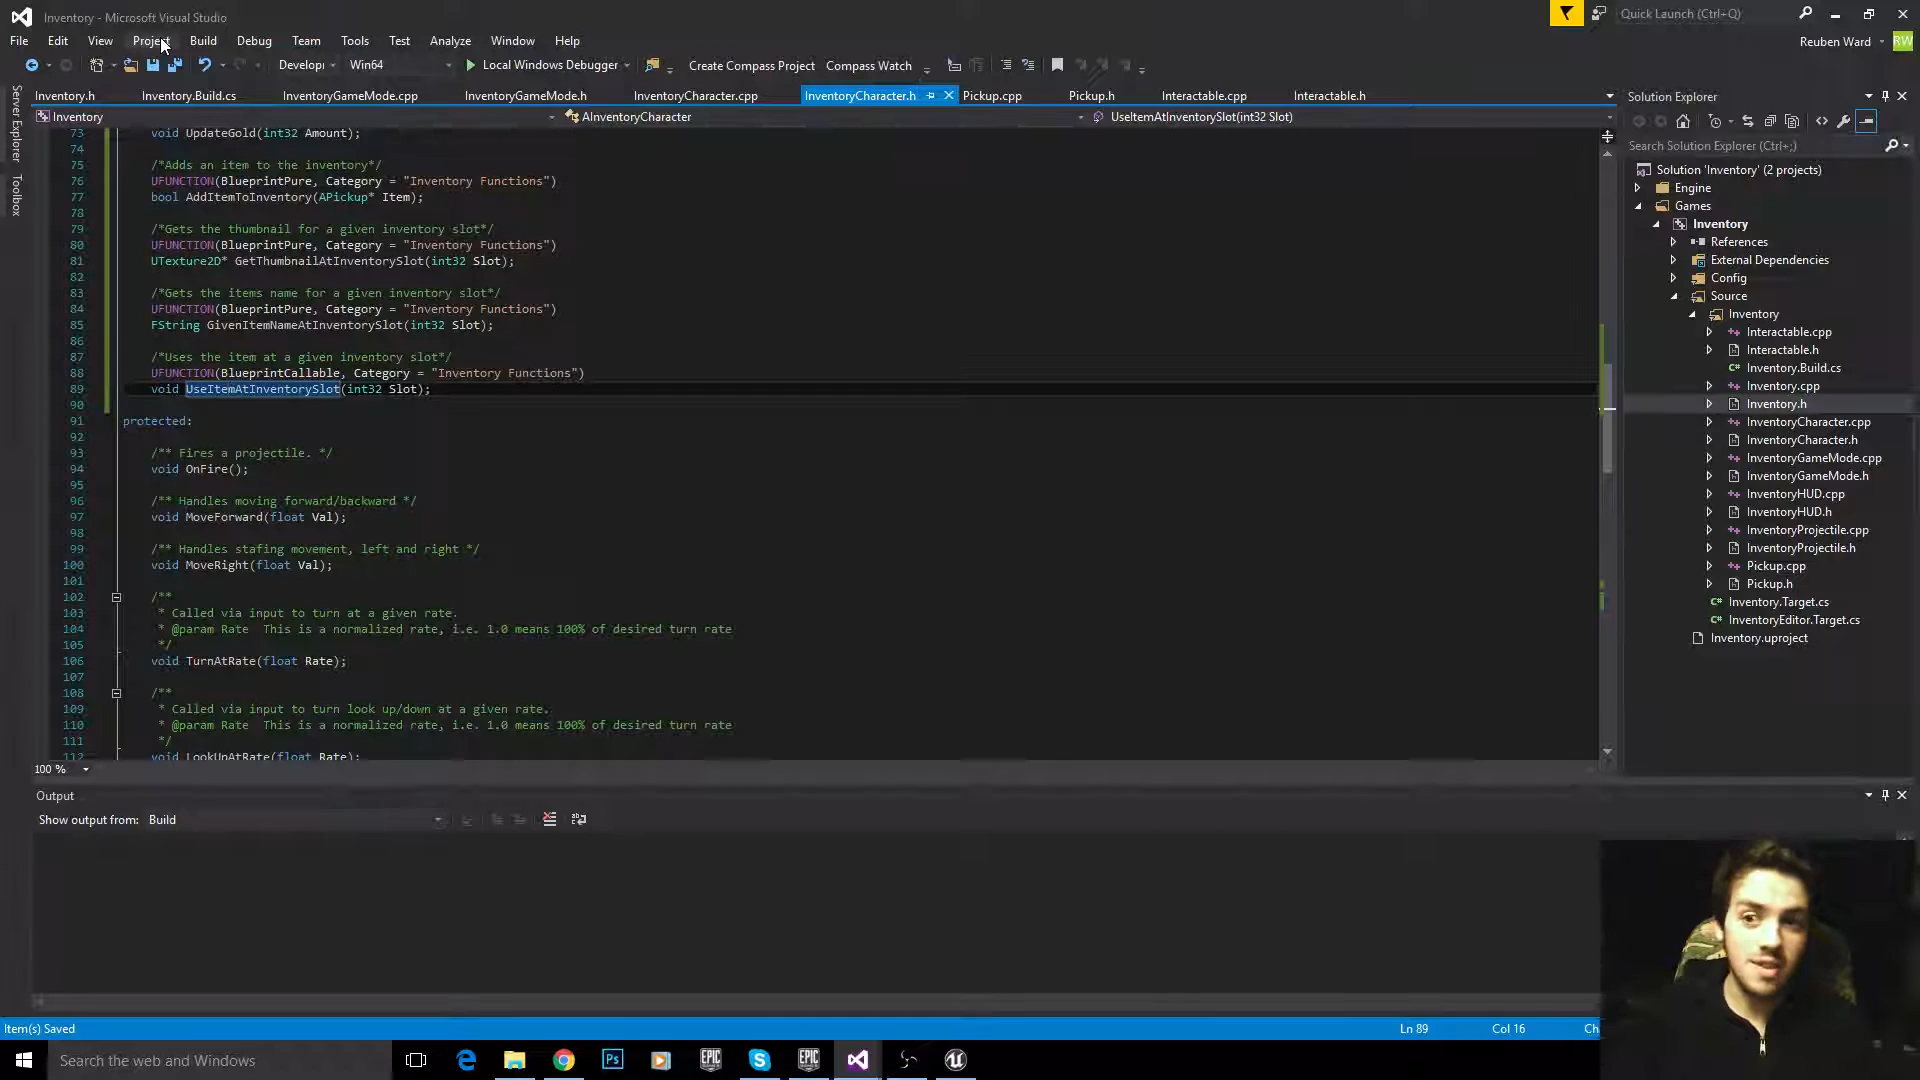 Inventory - Microsoft Visual Studio
Quick Launch (Ctrl+Q)
File Edit View Project Build Debug Team Tools Test Analyze Window Help
Reuben Ward RW
Develop Win64 Local Windows Debugger Create Compass Project Compass Watch
Inventory.h Inventory.Build.cs InventoryGameMode.cpp InventoryGameMode.h InventoryCharacter.cpp InventoryCharacter.h Pickup.cpp Pickup.h Interactable.cpp Interactable.h
Inventory AInventoryCharacter UseItemAtInventorySlot(int32 Slot)
Server Explorer
Toolbox
73 void UpdateGold(int32 Amount);
74
75 /*Adds an item to the inventory*/
76 UFUNCTION(BlueprintPure, Category = "Inventory Functions")
77 bool AddItemToInventory(APickup* Item);
78
79 /*Gets the thumbnail for a given inventory slot*/
80 UFUNCTION(BlueprintPure, Category = "Inventory Functions")
81 UTexture2D* GetThumbnailAtInventorySlot(int32 Slot);
82
83 /*Gets the items name for a given inventory slot*/
84 UFUNCTION(BlueprintPure, Category = "Inventory Functions")
85 FString GivenItemNameAtInventorySlot(int32 Slot);
86
87 /*Uses the item at a given inventory slot*/
88 UFUNCTION(BlueprintCallable, Category = "Inventory Functions")
89 void UseItemAtInventorySlot(int32 Slot);
90
91 protected:
92
93 /** Fires a projectile. */
94 void OnFire();
95
96 /** Handles moving forward/backward */
97 void MoveForward(float Val);
98
99 /** Handles stafing movement, left and right */
100 void MoveRight(float Val);
101
102 /**
103 * Called via input to turn at a given rate.
104 * @param Rate This is a normalized rate, i.e. 1.0 means 100% of desired turn rate
105 */
106 void TurnAtRate(float Rate);
107
108 /**
109 * Called via input to turn look up/down at a given rate.
110 * @param Rate This is a normalized rate, i.e. 1.0 means 100% of desired turn rate
111 */
112 void LookUpAtRate(float Rate);
100 %
Solution Explorer
Search Solution Explorer (Ctrl+;)
Solution 'Inventory' (2 projects)
Engine
Games
Inventory
References
External Dependencies
Config
Source
Inventory
Interactable.cpp
Interactable.h
Inventory.Build.cs
Inventory.cpp
Inventory.h
InventoryCharacter.cpp
InventoryCharacter.h
InventoryGameMode.cpp
InventoryGameMode.h
InventoryHUD.cpp
InventoryHUD.h
InventoryProjectile.cpp
InventoryProjectile.h
Pickup.cpp
Pickup.h
Inventory.Target.cs
InventoryEditor.Target.cs
Inventory.uproject
Output
Show output from: Build
Item(s) Saved Ln 89 Col 16 Ch
Search the web and Windows
Ps EPIC EPIC